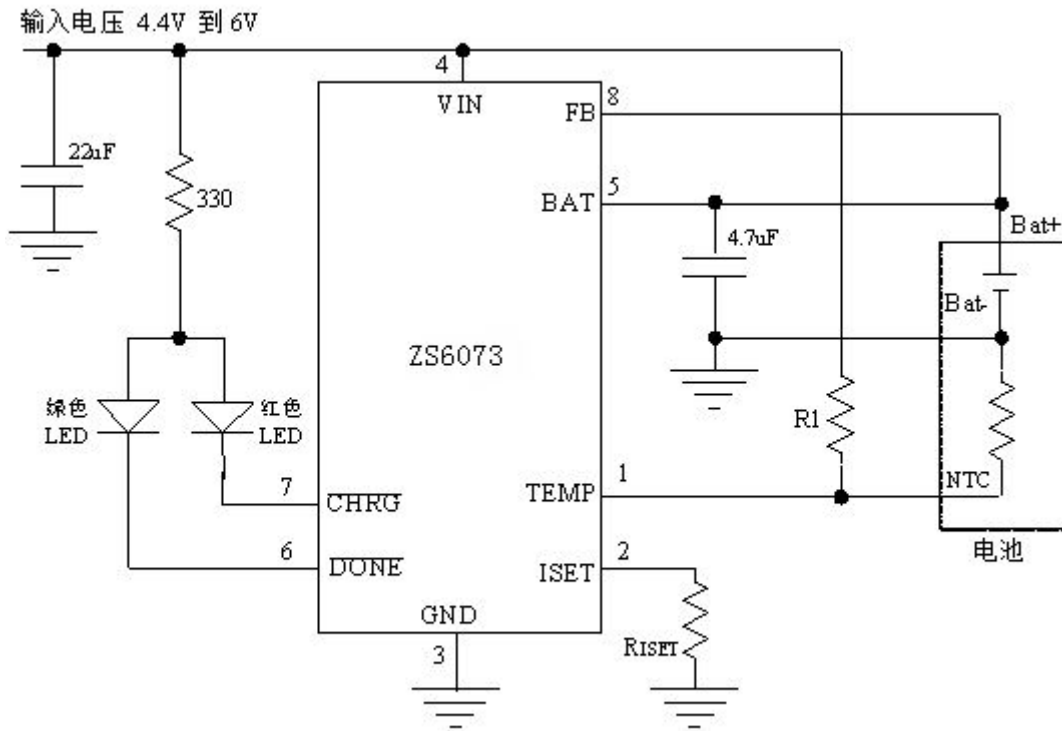 输入电压 4.4V 到 6V
4
VIN
8
FB
22uF
330
5
BAT
4.7uF
Bat+
Bat-
ZS6073
绿色
LED
红色
LED
R1
7
CHRG
1
TEMP
NTC
电池
6
DONE
2
ISET
GND
3
RISET